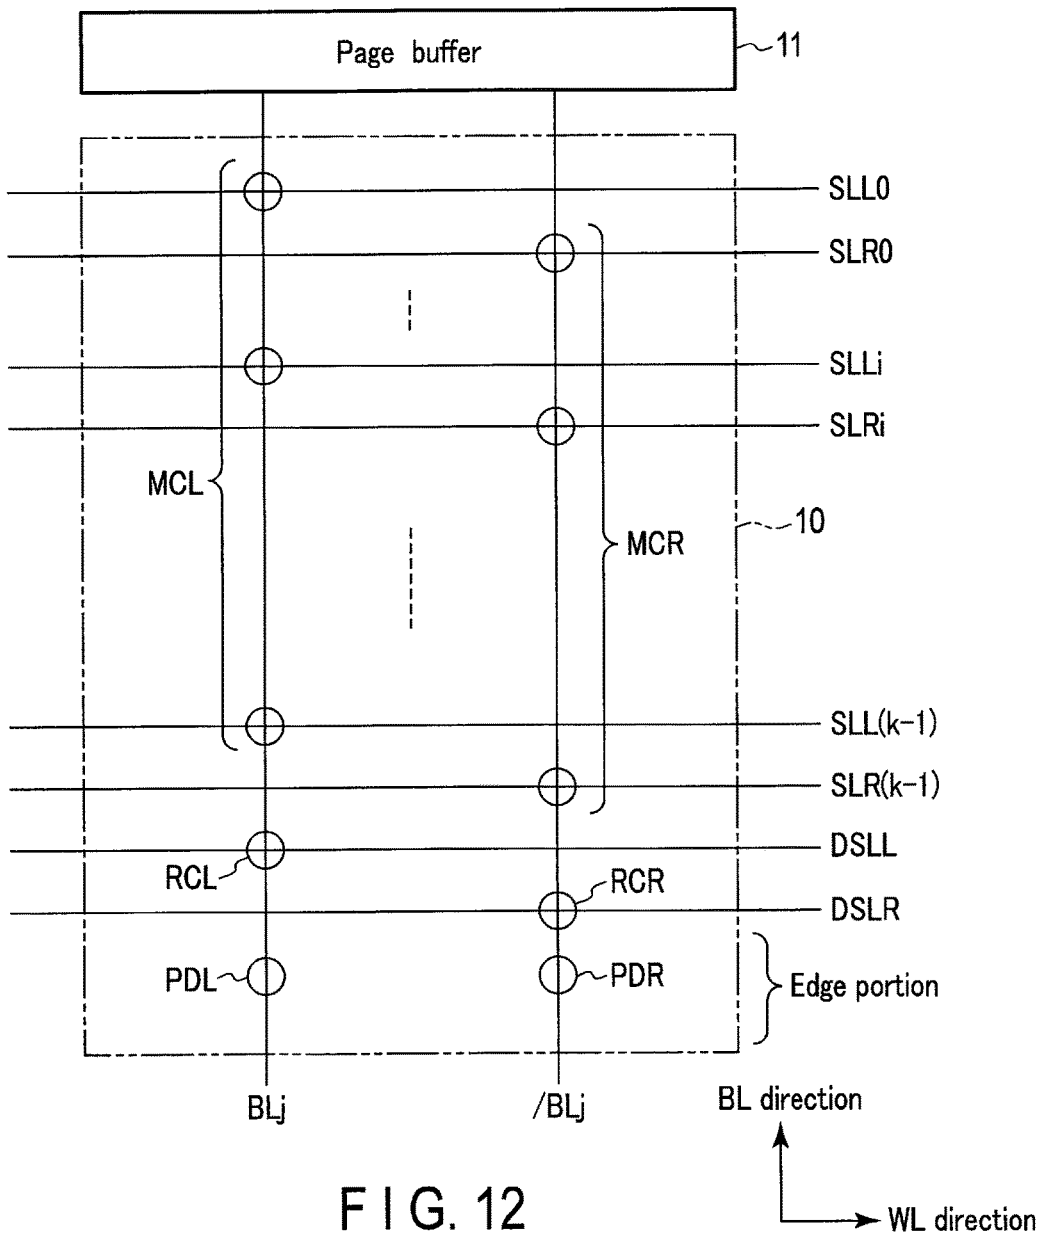 Page buffer
11
SLL0
SLR0
SLLi
SLRi
MCL
10
MCR
SLL(k-1)
SLR(k-1)
DSLL
RCL
RCR
DSLR
PDL
PDR
Edge portion
BLj
/BLj
BL direction
FIG. 12
WL direction